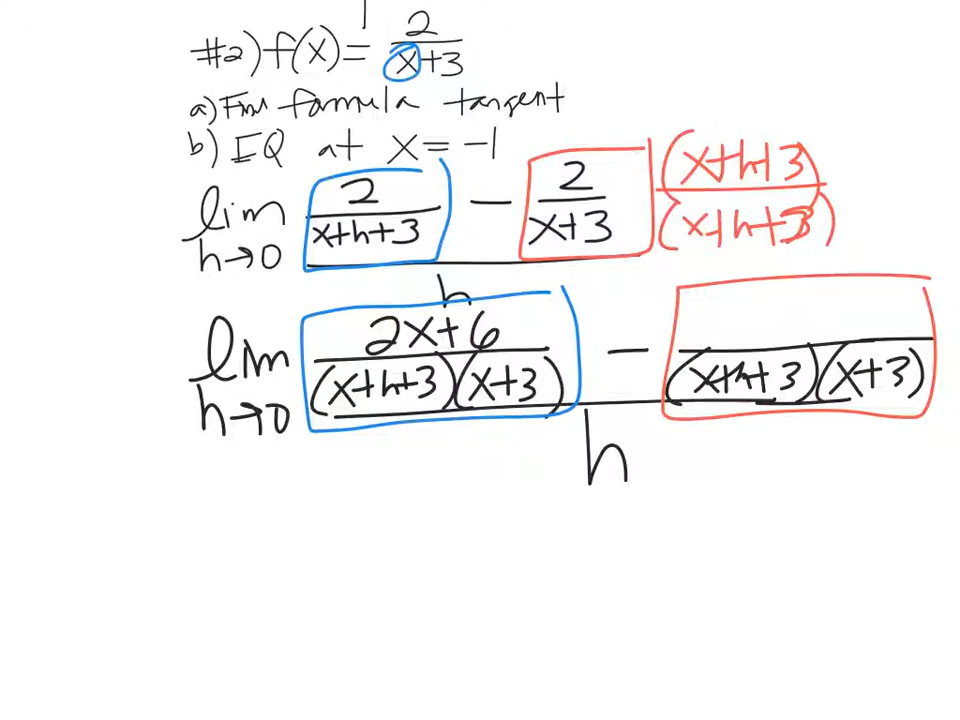 #2) f(x) = 2/(x+3)
a) Find formula tangent
b) EQ at x = -1
lim h→0 (2/(x+h+3) - 2/(x+3) (x+h+3)/(x+h+3))/h
lim h→0 ((2x+6)/((x+h+3)(x+3)) - /((x+h+3)(x+3)))/h